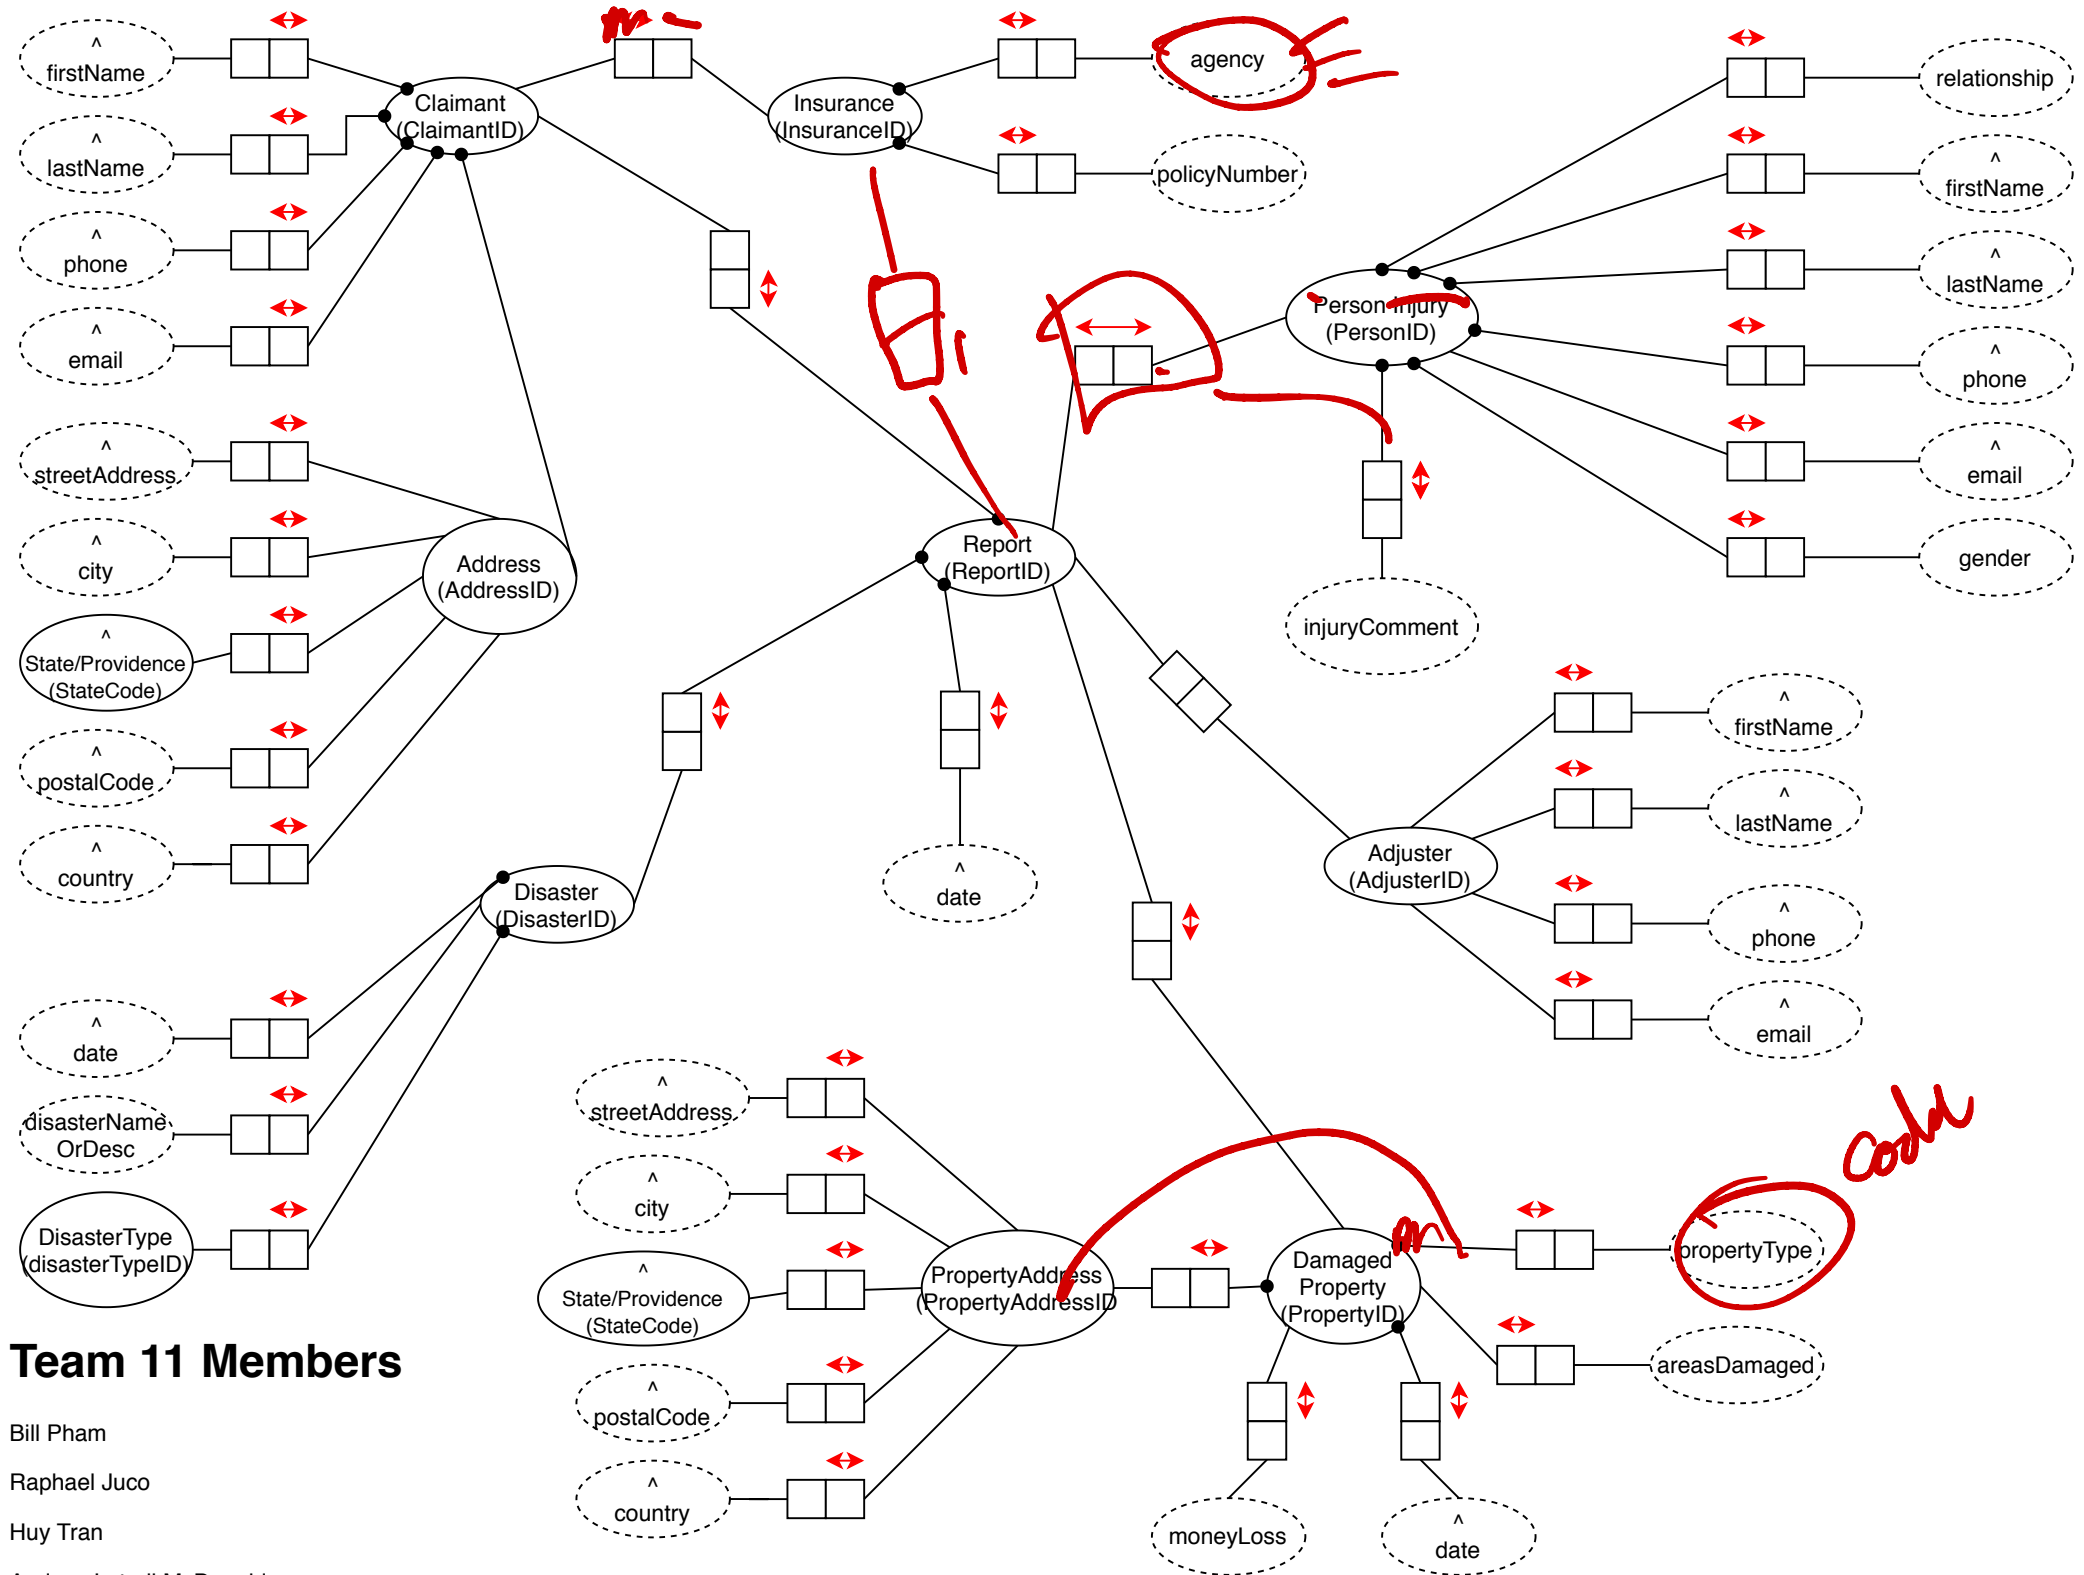 ^
firstName
^
lastName
^
phone
^
email
^
streetAddress
^
city
^
State/Providence
(StateCode)
^
postalCode
^
country
^
date
disasterName
OrDesc
DisasterType
(disasterTypeID)
Claimant
(ClaimantID)
Insurance
(InsuranceID)
agency
policyNumber
Address
(AddressID)
Disaster
(DisasterID)
Report
(ReportID)
^
date
Person Injury
(PersonID)
relationship
^
firstName
^
lastName
^
phone
^
email
gender
injuryComment
Adjuster
(AdjusterID)
^
firstName
^
lastName
^
phone
^
email
^
streetAddress
^
city
^
State/Providence
(StateCode)
^
postalCode
^
country
PropertyAddress
(PropertyAddressID
Damaged
Property
(PropertyID)
propertyType
areasDamaged
moneyLoss
^
date
Team 11 Members
Bill Pham
Raphael Juco
Huy Tran